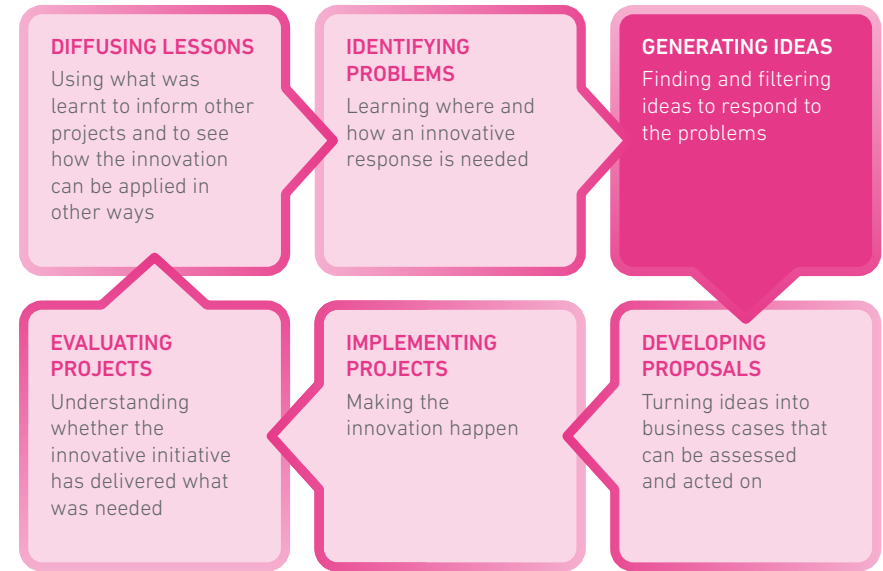 DIFFUSING LESSONS
Using what was
learnt to inform other
projects and to see
how the innovation
can be applied in
other ways
IDENTIFYING
PROBLEMS
Learning where and
how an innovative
response is needed
GENERATING IDEAS
Finding and filtering
ideas to respond to
the problems
DEVELOPING
PROPOSALS
Turning ideas into
business cases that
can be assessed
and acted on
IMPLEMENTING
PROJECTS
Making the
innovation happen
EVALUATING
PROJECTS
Understanding
whether the
innovative initiative
has delivered what
was needed